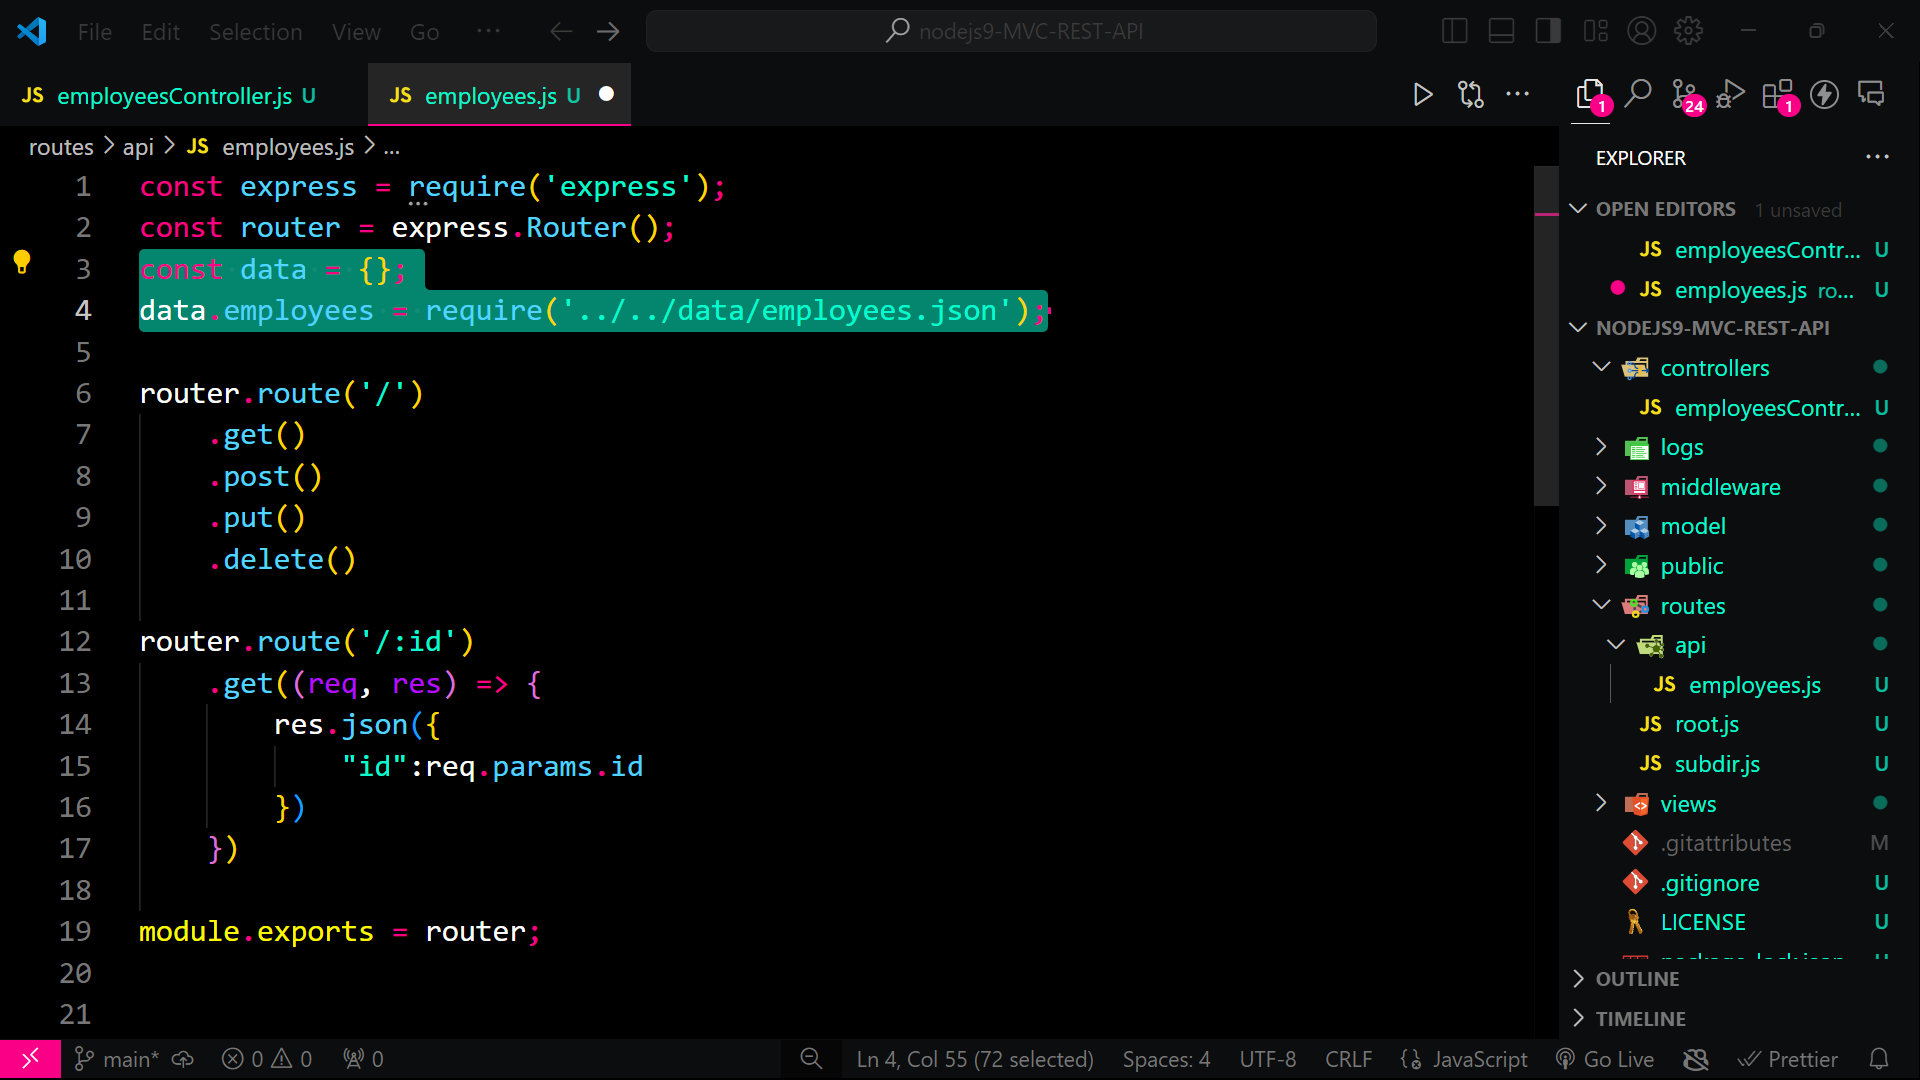 File Edit Selection View Go ··· nodejs9-MVC-REST-API
JS employeesController.js U JS employees.js U
routes > api > JS employees.js > ...
1 const express = require('express');
2 const router = express.Router();
3 const data = {};
4 data.employees = require('../../data/employees.json');
5
6 router.route('/')
7 .get()
8 .post()
9 .put()
10 .delete()
11
12 router.route('/:id')
13 .get((req, res) => {
14 res.json({
15 "id":req.params.id
16 })
17 })
18
19 module.exports = router;
20
21
1 24 1
EXPLORER
OPEN EDITORS 1 unsaved
JS employeesContr... U
JS employees.js ro... U
NODEJS9-MVC-REST-API
controllers
JS employeesContr... U
logs
middleware
model
public
routes
api
JS employees.js U
JS root.js U
JS subdir.js U
views
.gitattributes M
.gitignore U
LICENSE U
OUTLINE
TIMELINE
main* 0 0 0 Ln 4, Col 55 (72 selected) Spaces: 4 UTF-8 CRLF {} JavaScript Go Live Prettier